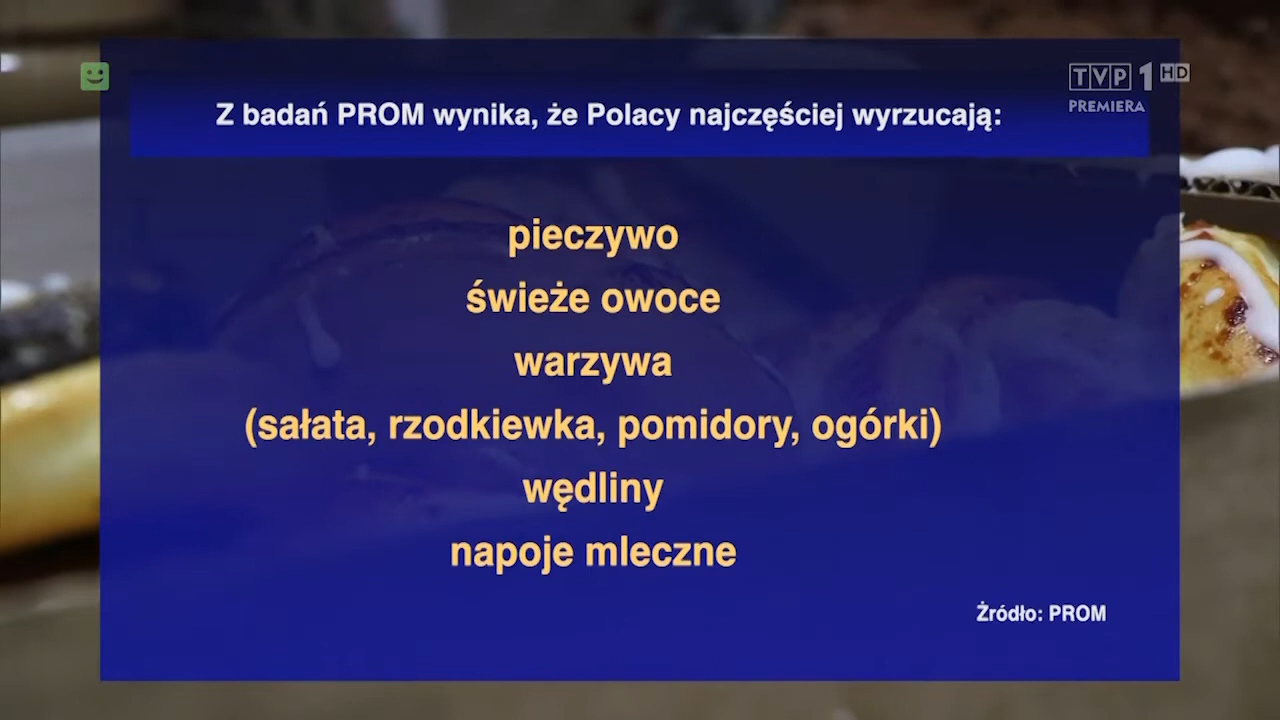 TVP 1 HD
PREMIERA
Z badań PROM wynika, że Polacy najczęściej wyrzucają:
pieczywo
świeże owoce
warzywa
(sałata, rzodkiewka, pomidory, ogórki)
wędliny
napoje mleczne
Żródło: PROM